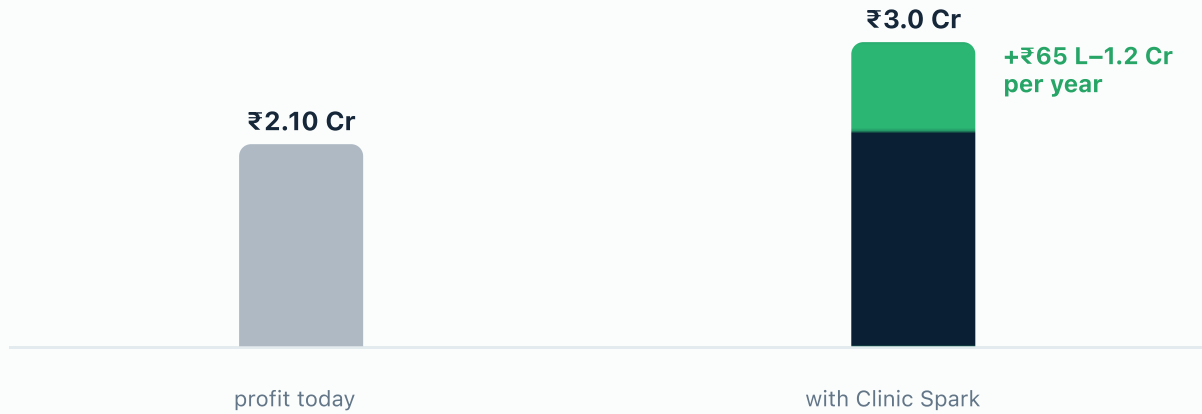 ₹3.0 Cr
+₹65 L–1.2 Cr
per year
₹2.10 Cr
profit today
with Clinic Spark